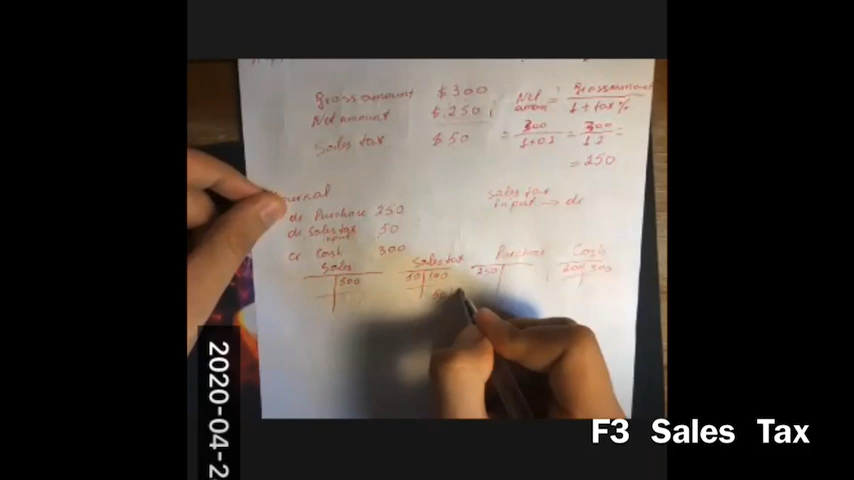 Gross amount $300
Net amount $250
Sales tax $50
Net amount = Gross amount / 1 + tax%
= 300 / 1+0.2 = 300 / 1.2 =
= 250
Journal
dr Purchase 250
dr Sales tax input 50
cr Cash 300
Sales tax
input → dr
Sales Sales tax Purchase Cash
500 50 100 250 600 300
50
2020-04-2
F3 Sales Tax